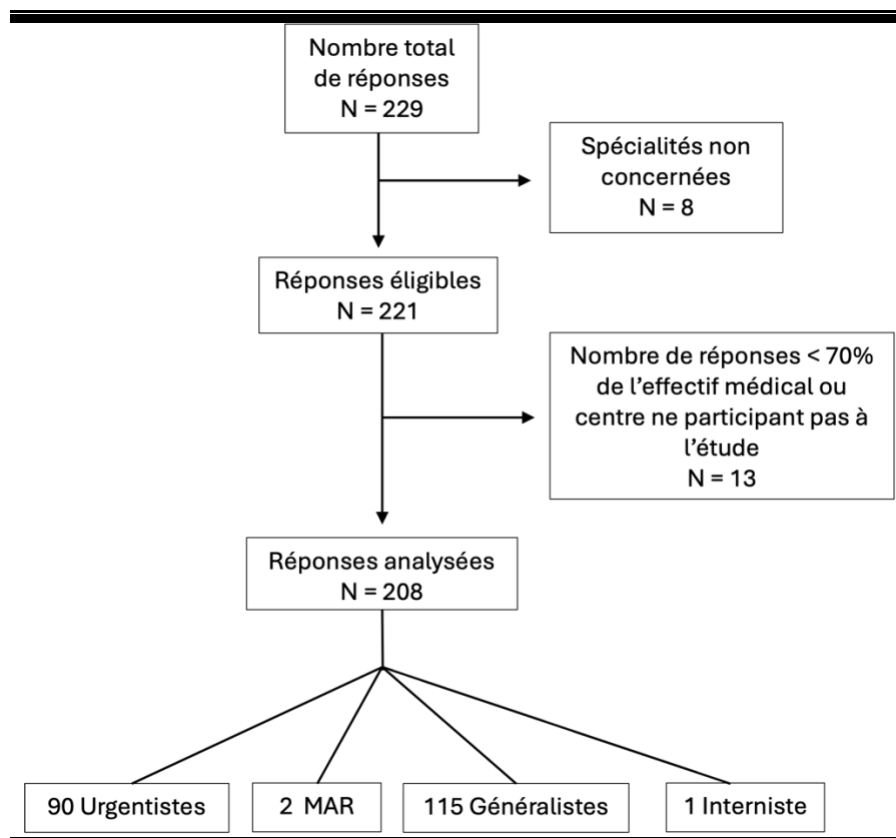 Nombre total
de réponses
N = 229
Spécialités non
concernées
N = 8
Réponses éligibles
N = 221
Nombre de réponses < 70%
de l’effectif médical ou
centre ne participant pas à
l’étude
N = 13
Réponses analysées
N = 208
90 Urgentistes
2 MAR
115 Généralistes
1 Interniste